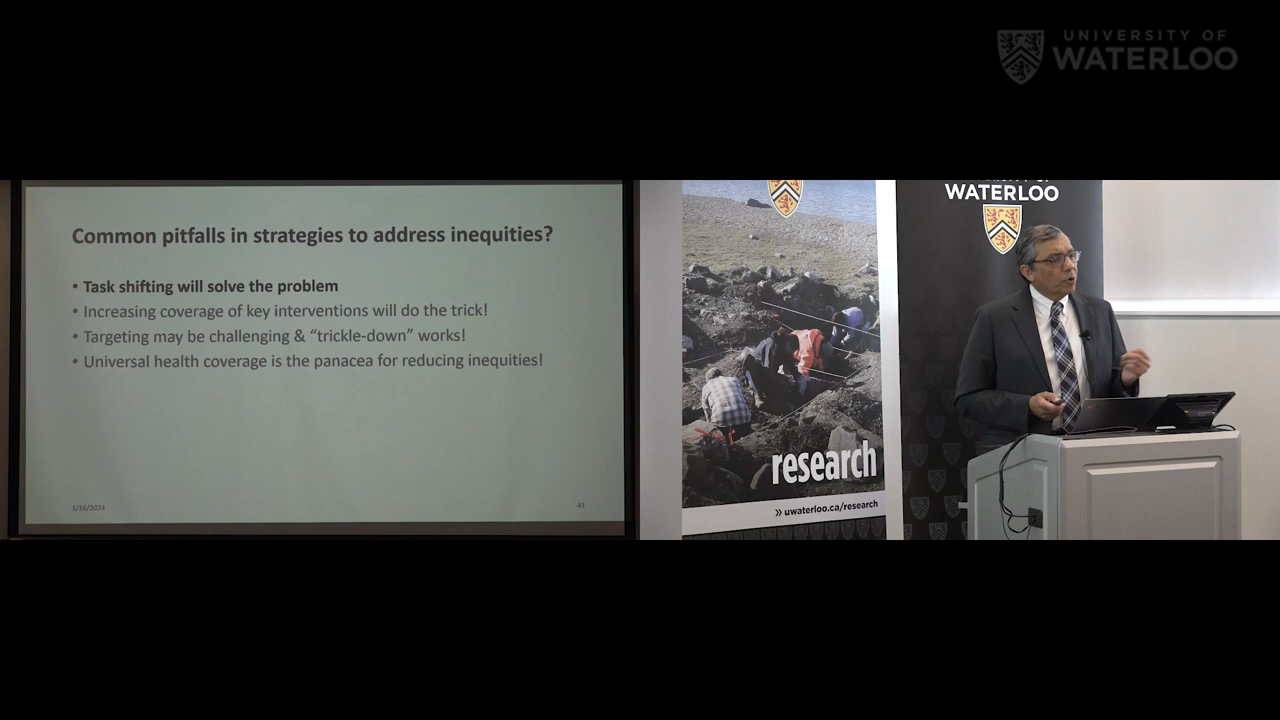 UNIVERSITY OF
WATERLOO
Common pitfalls in strategies to address inequities?
• Task shifting will solve the problem
• Increasing coverage of key interventions will do the trick!
• Targeting may be challenging & “trickle-down” works!
• Universal health coverage is the panacea for reducing inequities!
1/16/2024
41
research
» uwaterloo.ca/research
UNIVERSITY OF
WATERLOO